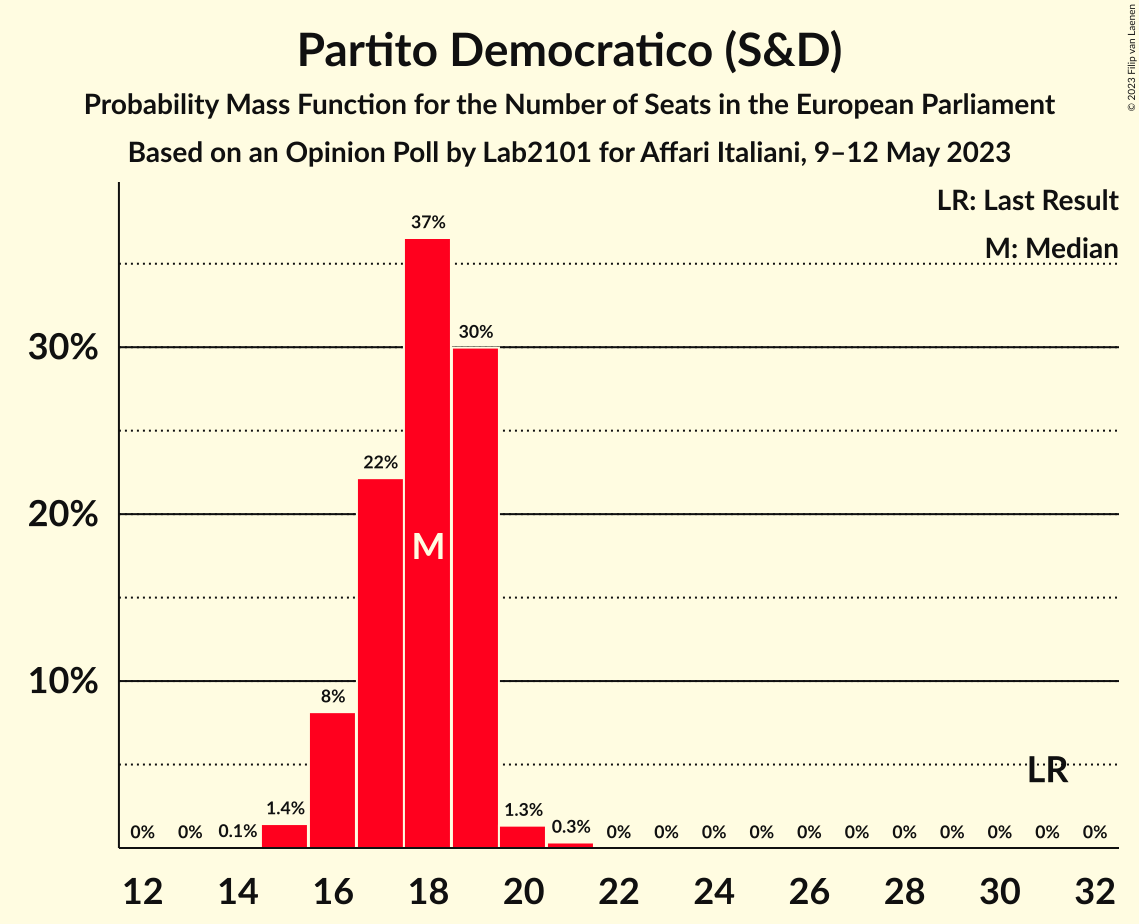 Partito Democratico (S&D)
Probability Mass Function for the Number of Seats in the European Parliament
Based on an Opinion Poll by Lab2101 for Affari Italiani, 9–12 May 2023
© 2023 Filip van Laenen
LR: Last Result
M: Median
37%
30%
30%
22%
20%
M
10%
8%
LR
0% 0% 0.1% 1.4% 1.3% 0.3% 0% 0% 0% 0% 0% 0% 0% 0% 0% 0% 0%
12 14 16 18 20 22 24 26 28 30 32